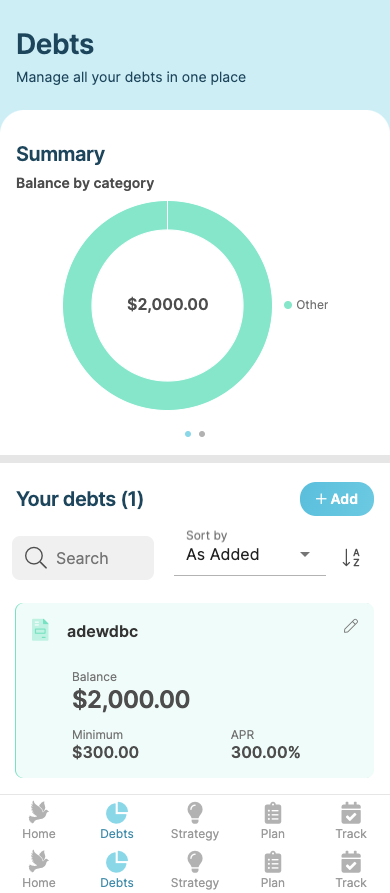 Debts
Manage all your debts in one place
Summary
Balance by category
$2,000.00
Other
Your debts (1)
+ Add
Search
Sort by
As Added
A
Z
adewdbc
Balance
$2,000.00
Minimum
APR
$300.00
300.00%
Home Debts Strategy Plan Track
Home Debts Strategy Plan Track